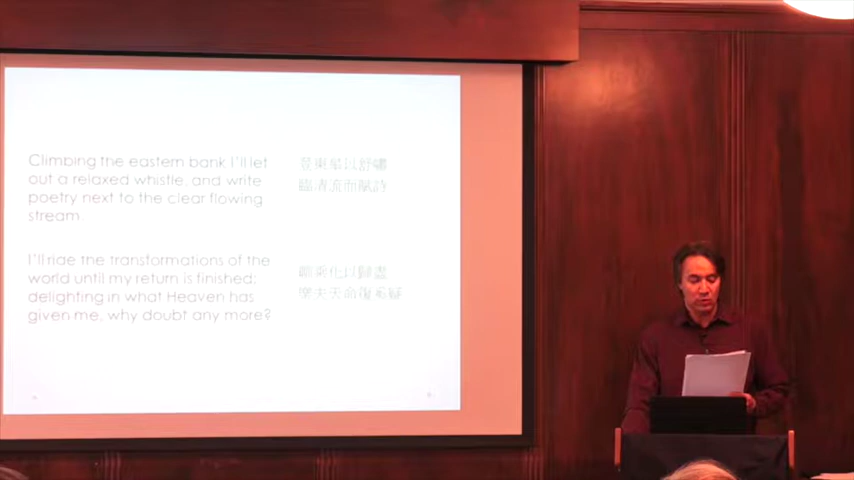 Climbing the eastern bank I'll let
out a relaxed whistle, and write
poetry next to the clear flowing
stream.
登東皋以舒嘯
臨清流而賦詩
I'll ride the transformations of the
world until my return is finished;
delighting in what Heaven has
given me, why doubt any more?
聊乘化以歸盡
樂夫天命復奚疑